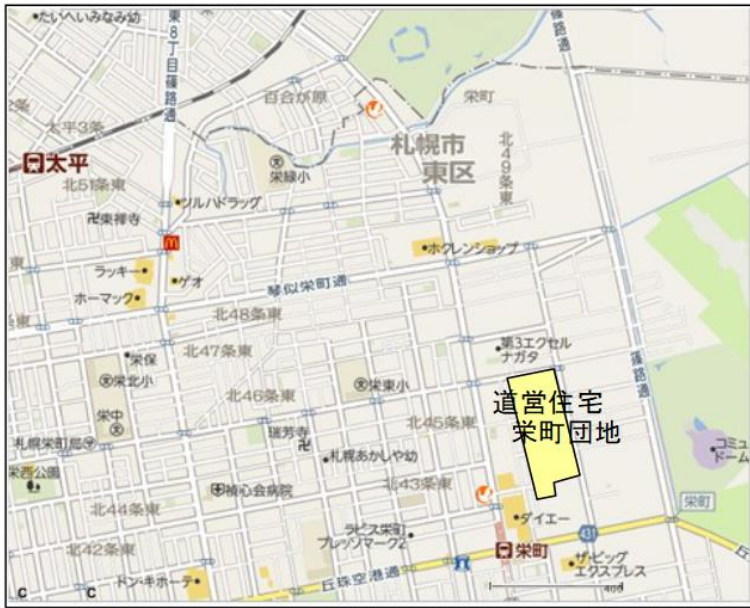 たいへいみなみ幼
東8丁目篠路通
篠路通
百合が原
栄町
2条
太平3条
札幌市
東区
北49条東
太平
栄緑小
北51条東
ツルハドラッグ
東禅寺
東
ラッキー
ゲオ
ホクレンショップ
ホーマック
琴似栄町通
北48条東
栄保
北47条東
第3エクセル
ナガタ
篠路通
栄北小
北46条東
栄東小
道営住宅
栄町団地
栄中
北45条東
札幌栄町局
瑞芳寺
コミュ
ドーム
札幌あかしや幼
栄西公園
禎心会病院
北43条東
栄町
北44条東
ダイエー
ラピス栄町
プレッソマーク2
431
北42条東
栄町
ザ・ビッグ
エクスプレス
ドン・キホーテ
丘珠空港通
丘
400
C
C